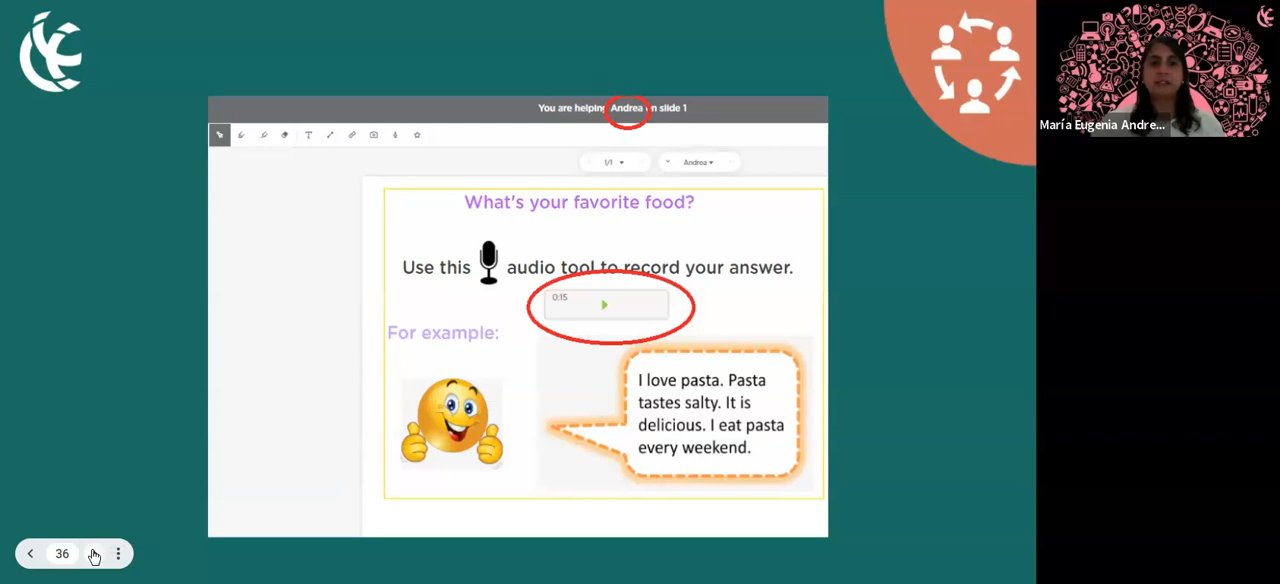 You are helping Andrea on slide 1
1/1
Andrea
What's your favorite food?
Use this audio tool to record your answer.
0:15
For example:
I love pasta. Pasta
tastes salty. It is
delicious. I eat pasta
every weekend.
María Eugenia Andre...
36